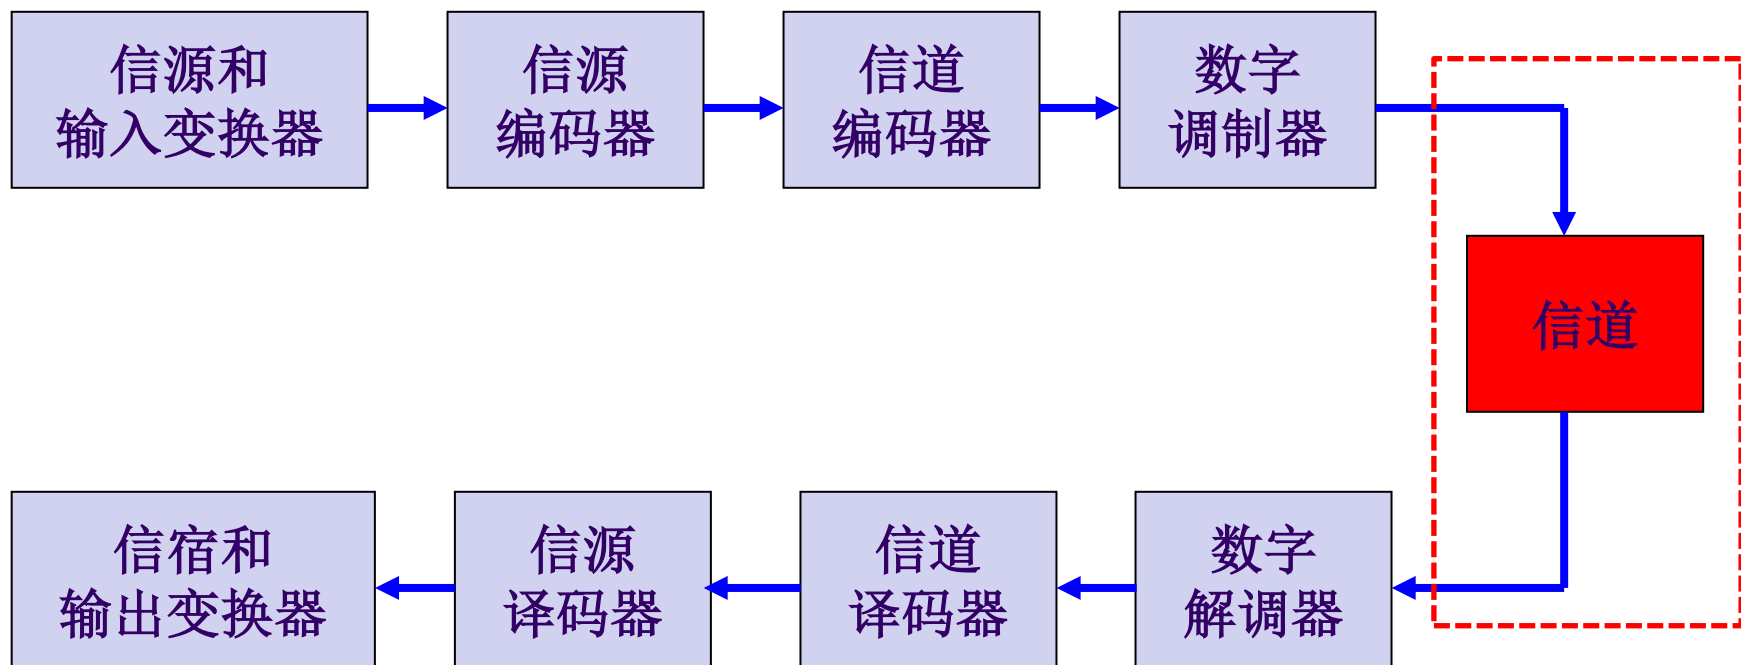 信源和
输入变换器
信源
编码器
信道
编码器
数字
调制器
信道
信宿和
输出变换器
信源
译码器
信道
译码器
数字
解调器